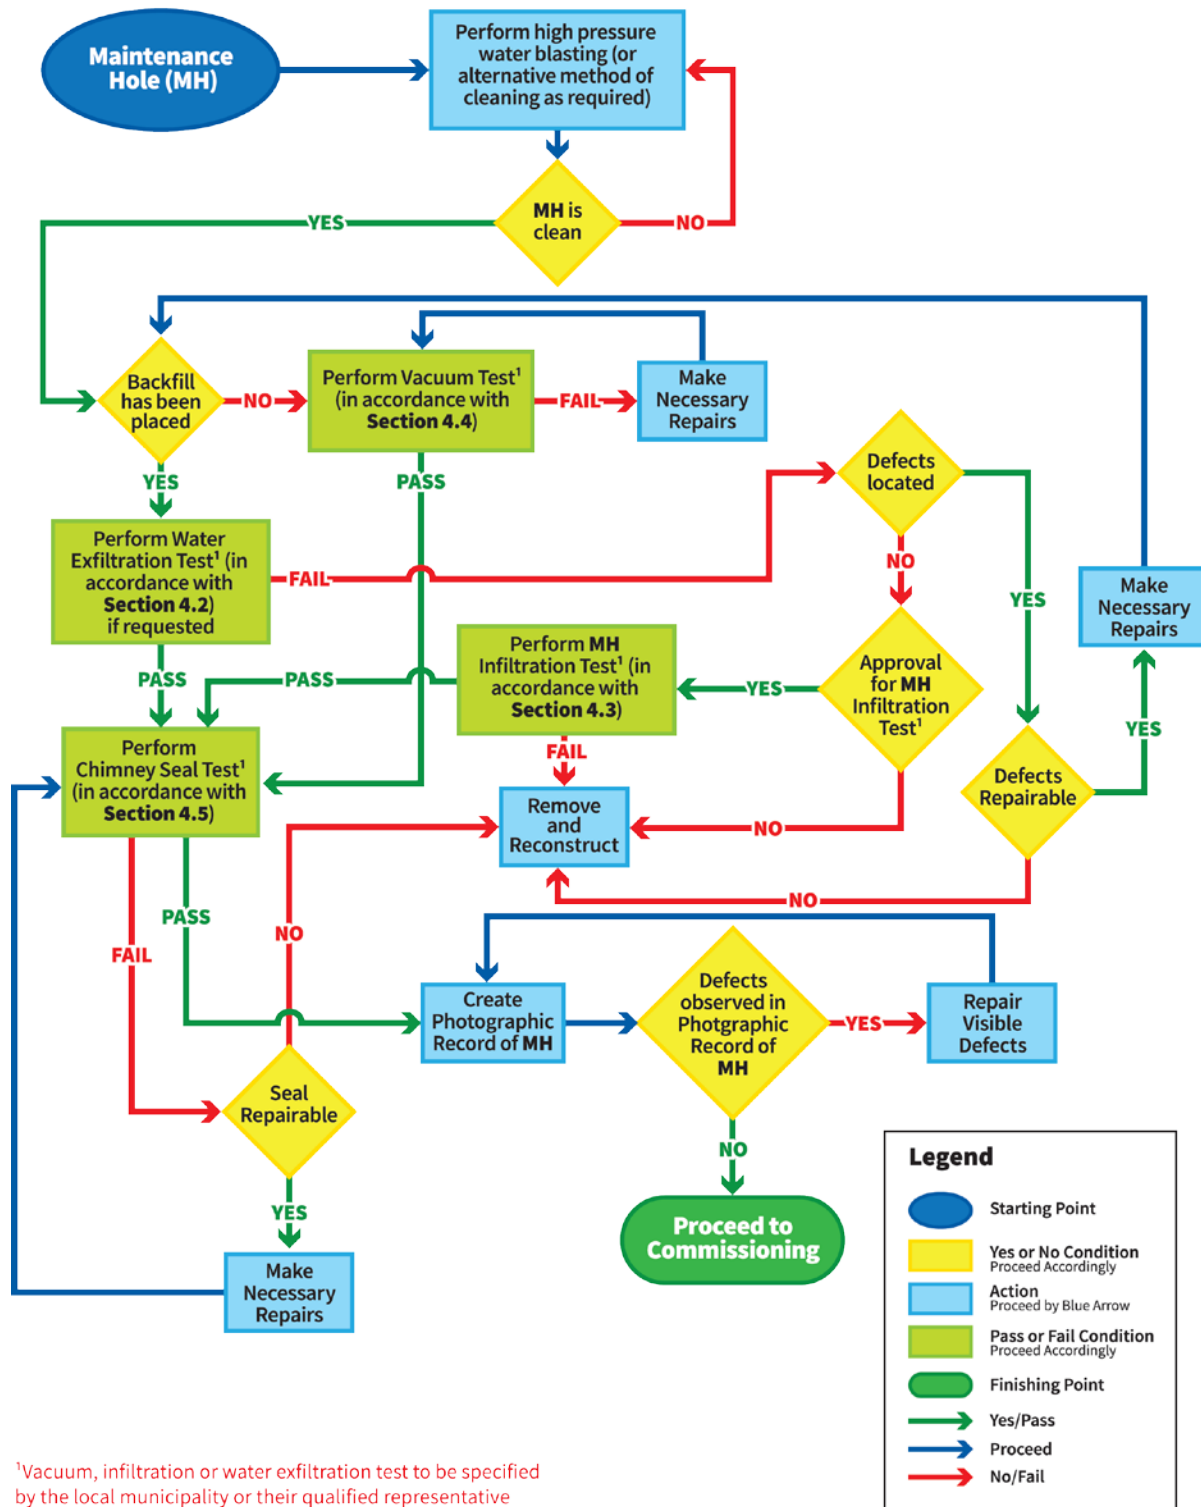 Maintenance
Hole (MH)
Perform high pressure
water blasting (or
alternative method of
cleaning as required)
MH is
clean
YES
NO
Backfill
has been
placed
NO
Perform Vacuum Test¹
(in accordance with
Section 4.4)
FAIL
Make
Necessary
Repairs
YES
PASS
Defects
located
Perform Water
Exfiltration Test¹ (in
accordance with
Section 4.2)
if requested
FAIL
NO
YES
Make
Necessary
Repairs
PASS
Perform MH
Infiltration Test¹ (in
accordance with
Section 4.3)
PASS
YES
Approval
for MH
Infiltration
Test¹
YES
FAIL
Perform
Chimney Seal Test¹
(in accordance with
Section 4.5)
Remove
and
Reconstruct
NO
Defects
Repairable
NO
PASS
FAIL
NO
Create
Photographic
Record of MH
Defects
observed in
Photgraphic
Record of
MH
YES
Repair
Visible
Defects
Seal
Repairable
NO
YES
Proceed to
Commissioning
Make
Necessary
Repairs
Legend
Starting Point
Yes or No Condition
Proceed Accordingly
Action
Proceed by Blue Arrow
Pass or Fail Condition
Proceed Accordingly
Finishing Point
Yes/Pass
Proceed
No/Fail
¹Vacuum, infiltration or water exfiltration test to be specified
by the local municipality or their qualified representative